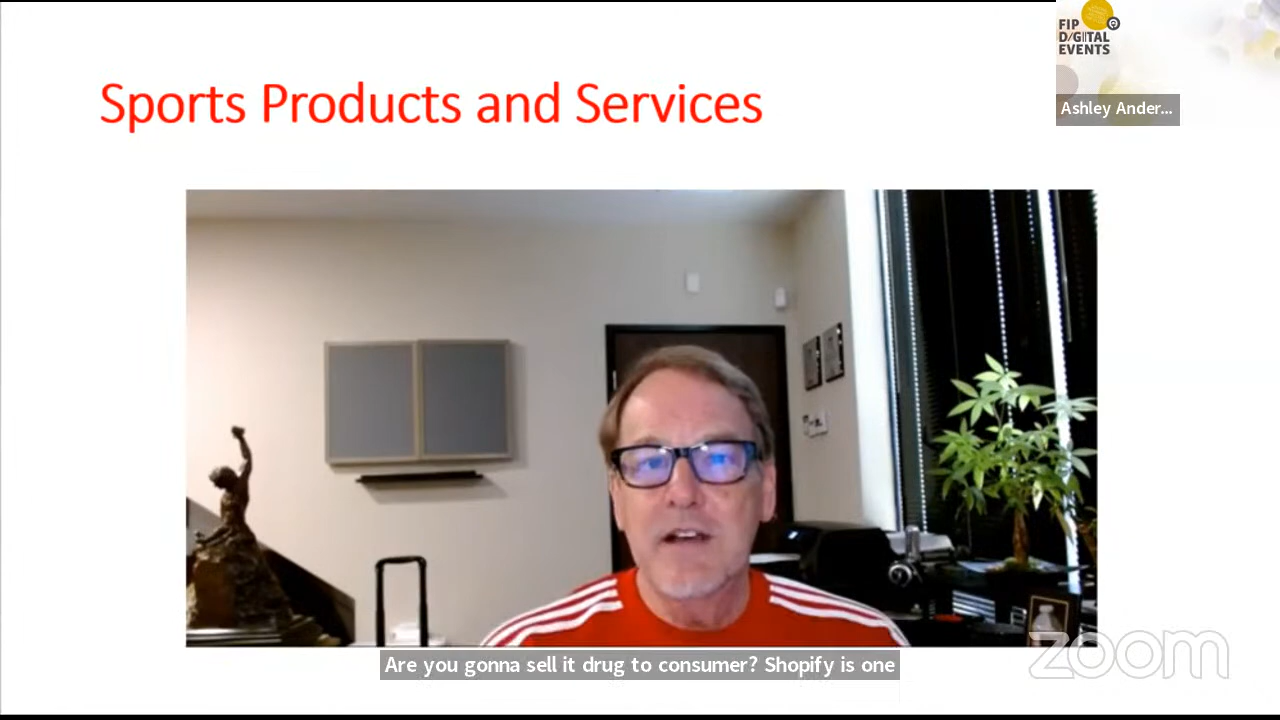 Sports Products and Services
FIP
DIGITAL
EVENTS
Ashley Ander...
Are you gonna sell it drug to consumer? Shopify is one
zoom